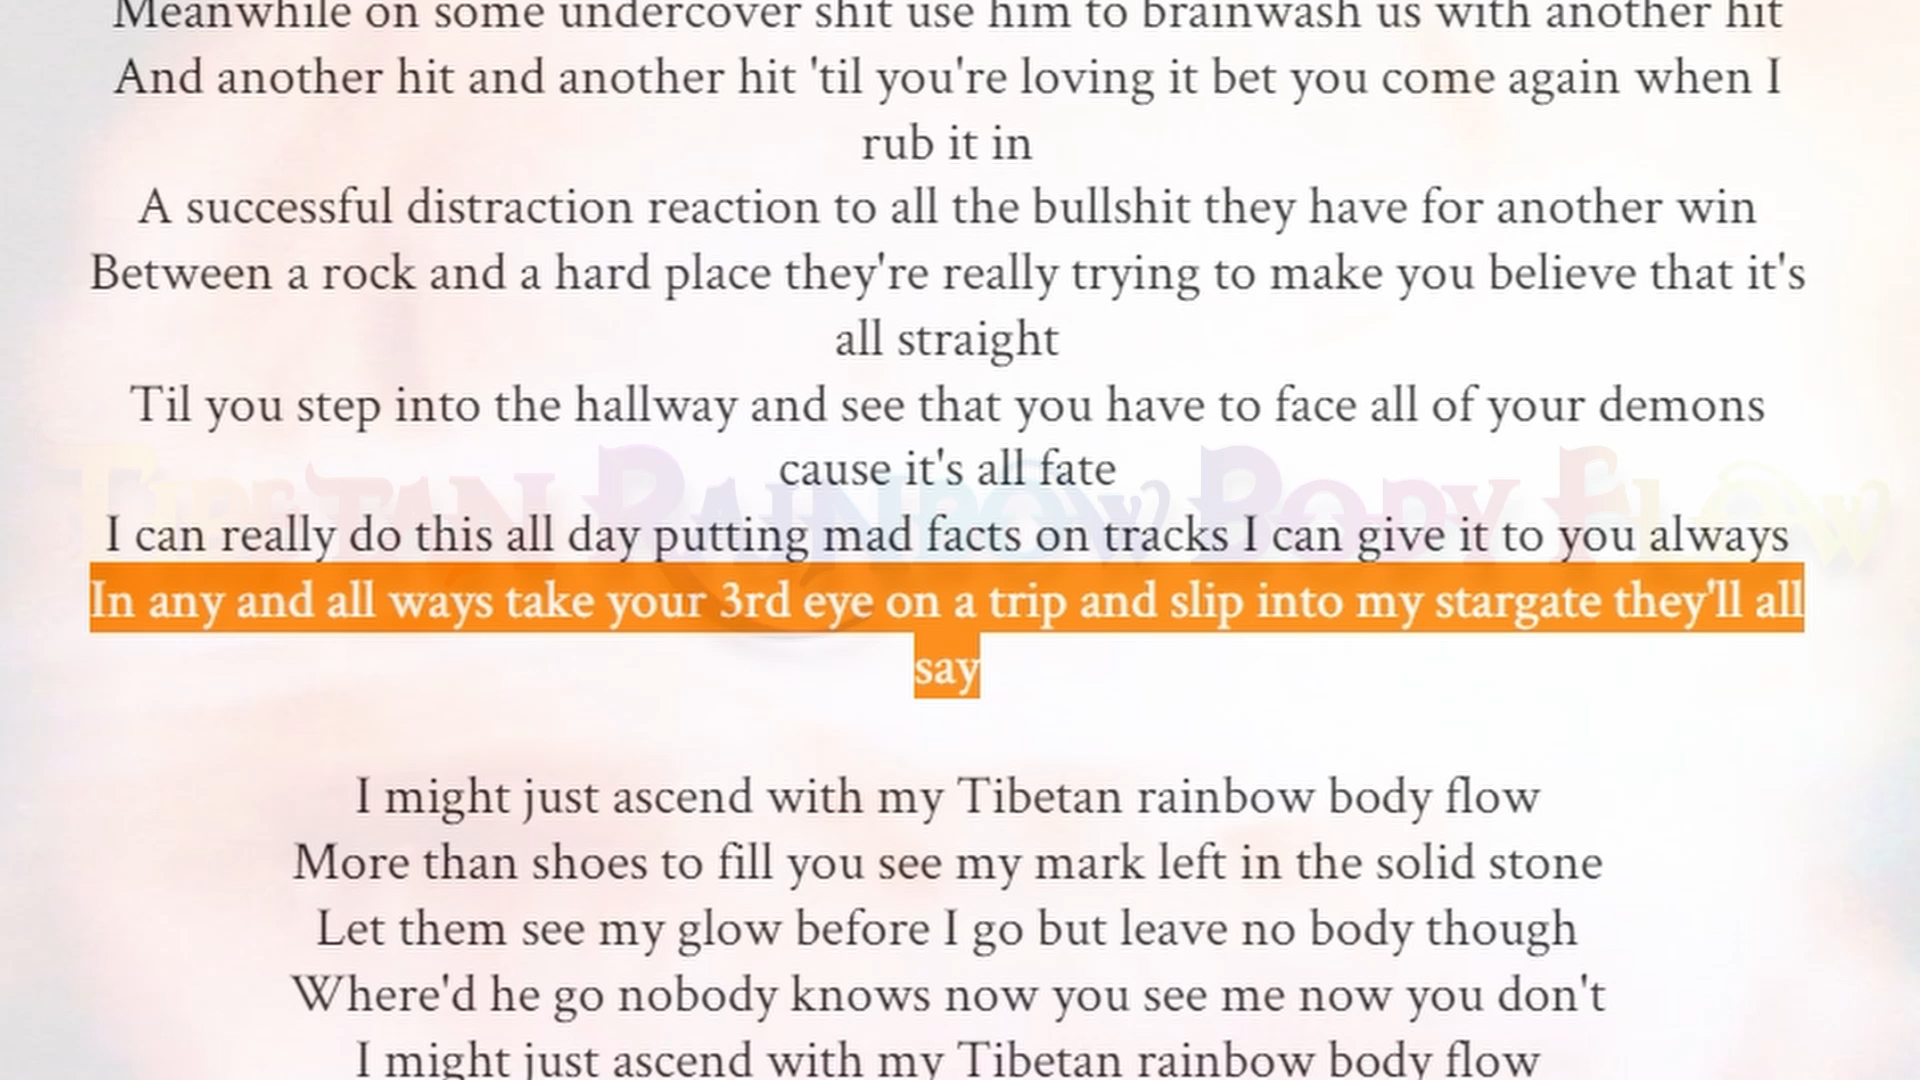 Meanwhile on some undercover shit use him to brainwash us with another hit
And another hit and another hit 'til you're loving it bet you come again when I
rub it in
A successful distraction reaction to all the bullshit they have for another win
Between a rock and a hard place they're really trying to make you believe that it's
all straight
Til you step into the hallway and see that you have to face all of your demons
cause it's all fate
Tibetan Rainbow Body Flow
I can really do this all day putting mad facts on tracks I can give it to you always
In any and all ways take your 3rd eye on a trip and slip into my stargate they'll all
say
I might just ascend with my Tibetan rainbow body flow
More than shoes to fill you see my mark left in the solid stone
Let them see my glow before I go but leave no body though
Where'd he go nobody knows now you see me now you don't
I might just ascend with my Tibetan rainbow body flow